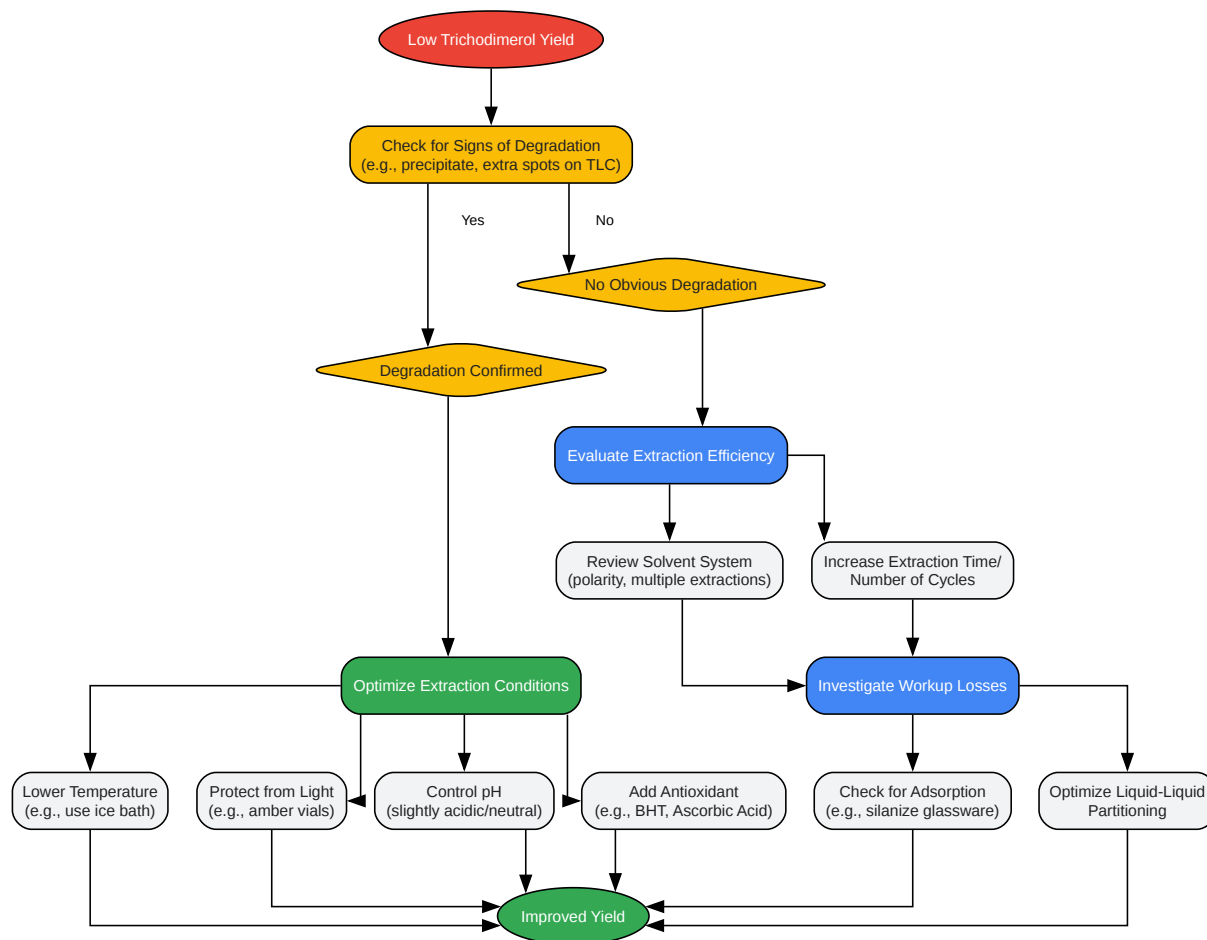 Low Trichodimerol Yield
Check for Signs of Degradation
(e.g., precipitate, extra spots on TLC)
Yes
No
No Obvious Degradation
Degradation Confirmed
Evaluate Extraction Efficiency
Review Solvent System
(polarity, multiple extractions)
Increase Extraction Time/
Number of Cycles
Optimize Extraction Conditions
Investigate Workup Losses
Lower Temperature
(e.g., use ice bath)
Protect from Light
(e.g., amber vials)
Control pH
(slightly acidic/neutral)
Add Antioxidant
(e.g., BHT, Ascorbic Acid)
Check for Adsorption
(e.g., silanize glassware)
Optimize Liquid-Liquid
Partitioning
Improved Yield